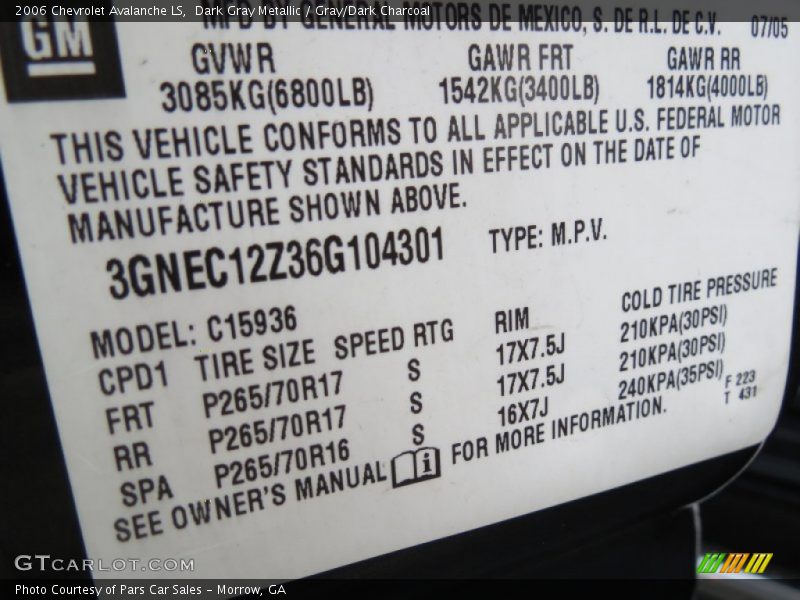 2006 Chevrolet Avalanche LS, Dark Gray Metallic / Gray/Dark Charcoal
MFD BY GENERAL MOTORS DE MEXICO, S. DE R.L. DE C.V. 07/05
GM
GVWR GAWR FRT GAWR RR
3085KG(6800LB) 1542KG(3400LB) 1814KG(4000LB)
THIS VEHICLE CONFORMS TO ALL APPLICABLE U.S. FEDERAL MOTOR
VEHICLE SAFETY STANDARDS IN EFFECT ON THE DATE OF
MANUFACTURE SHOWN ABOVE.
3GNEC12Z36G104301 TYPE: M.P.V.
MODEL: C15936
CPD1 TIRE SIZE SPEED RTG RIM COLD TIRE PRESSURE
FRT P265/70R17 S 17X7.5J 210KPA(30PSI)
RR P265/70R17 S 17X7.5J 210KPA(30PSI)
SPA P265/70R16 S 16X7J 240KPA(35PSI)
F 223
T 431
SEE OWNER'S MANUAL i FOR MORE INFORMATION.
GTCARLOT.COM
Photo Courtesy of Pars Car Sales - Morrow, GA